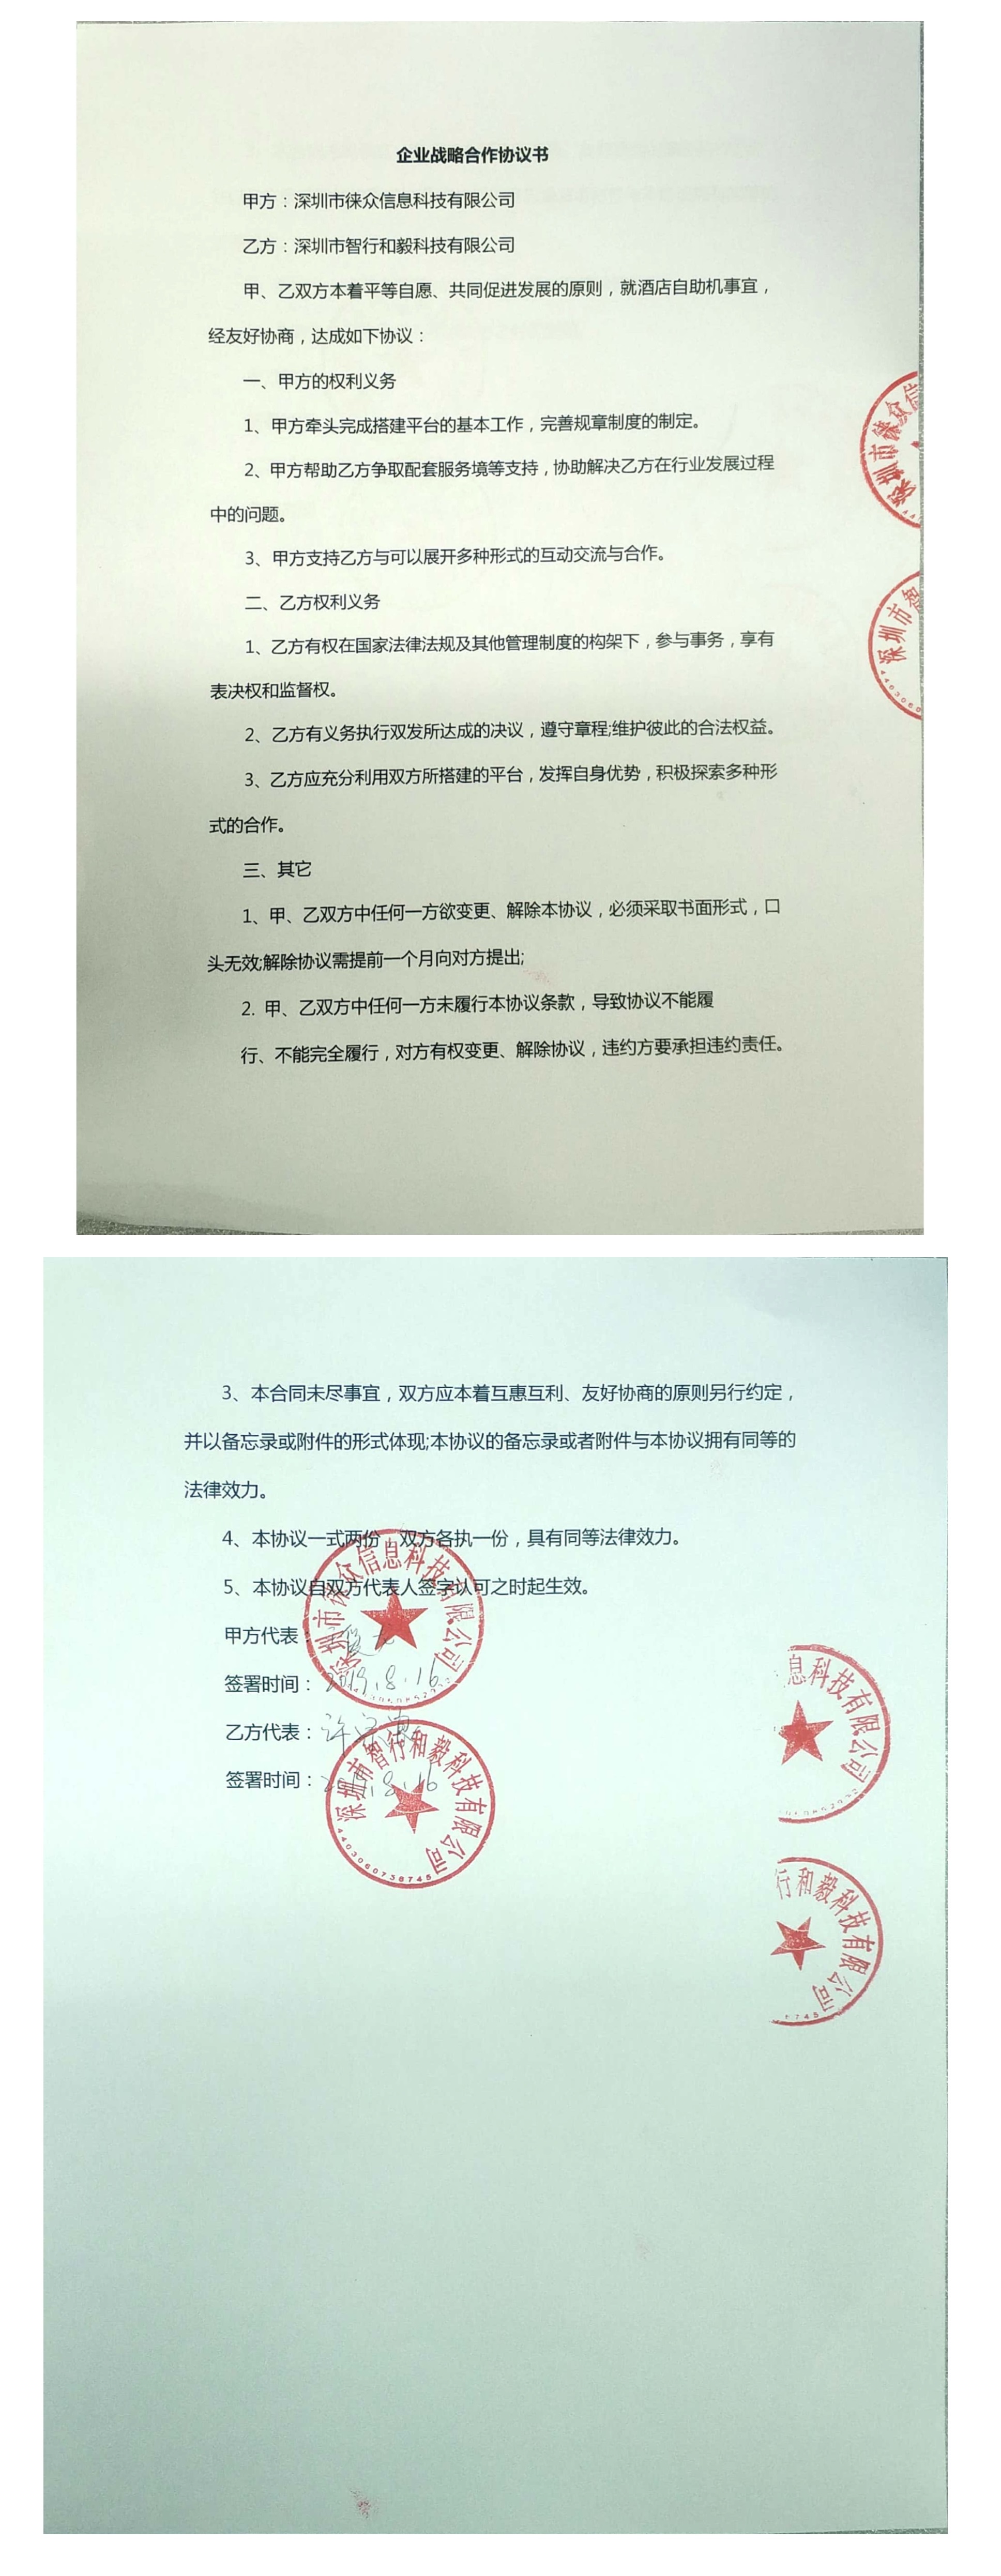 企业战略合作协议书
甲方：深圳市徕众信息科技有限公司
乙方：深圳市智行和毅科技有限公司
甲、乙双方本着平等自愿、共同促进发展的原则，就酒店自助机事宜，
经友好协商，达成如下协议：
一、甲方的权利义务
1、甲方牵头完成搭建平台的基本工作，完善规章制度的制定。
2、甲方帮助乙方争取配套服务境等支持，协助解决乙方在行业发展过程
中的问题。
3、甲方支持乙方与可以展开多种形式的互动交流与合作。
二、乙方权利义务
1、乙方有权在国家法律法规及其他管理制度的构架下，参与事务，享有
表决权和监督权。
2、乙方有义务执行双发所达成的决议，遵守章程;维护彼此的合法权益。
3、乙方应充分利用双方所搭建的平台，发挥自身优势，积极探索多种形
式的合作。
三、其它
1、甲、乙双方中任何一方欲变更、解除本协议，必须采取书面形式，口
头无效;解除协议需提前一个月向对方提出;
2. 甲、乙双方中任何一方未履行本协议条款，导致协议不能履
行、不能完全履行，对方有权变更、解除协议，违约方要承担违约责任。
深圳市徕众信
深圳市智
3、本合同未尽事宜，双方应本着互惠互利、友好协商的原则另行约定，
并以备忘录或附件的形式体现;本协议的备忘录或者附件与本协议拥有同等的
法律效力。
4、本协议一式两份，双方各执一份，具有同等法律效力。
5、本协议自双方代表人签字认可之时起生效。
甲方代表：
签署时间：2019.8.16
乙方代表：许
签署时间：2019.8.16
深圳市徕众信息科技有限公司
深圳市智行和毅科技有限公司
4403060736745
息科技有限公司
行和毅科技有限公司